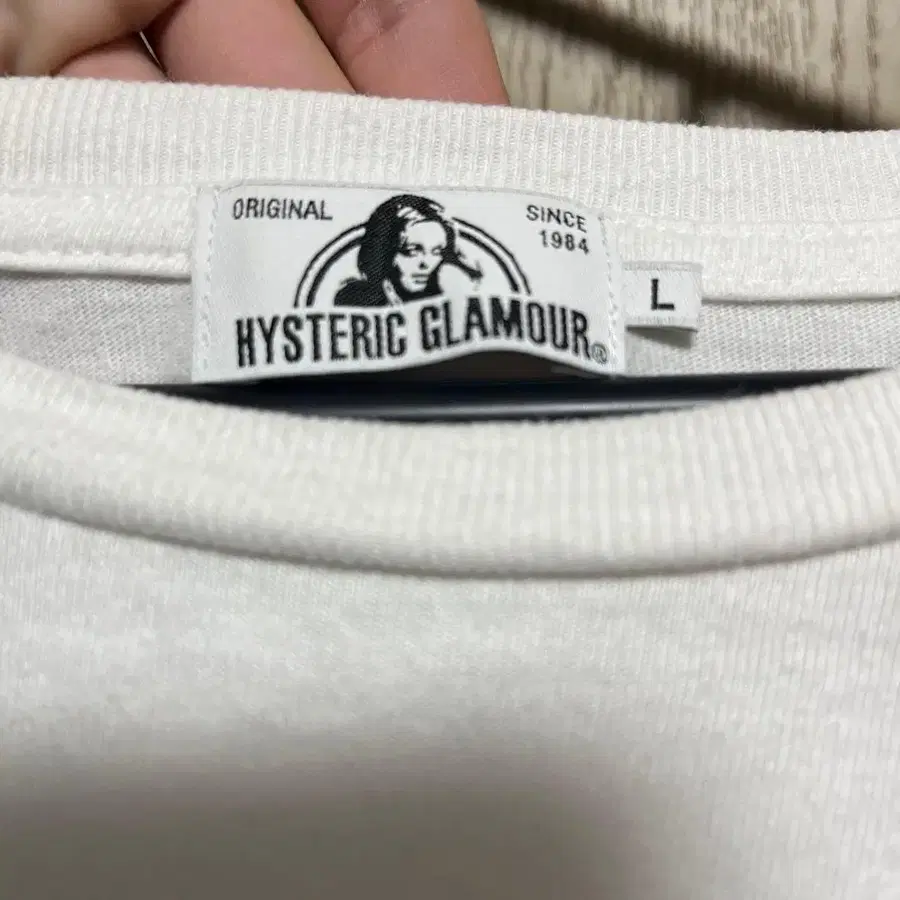 ORIGINAL
SINCE
1984
HYSTERIC GLAMOUR®
L